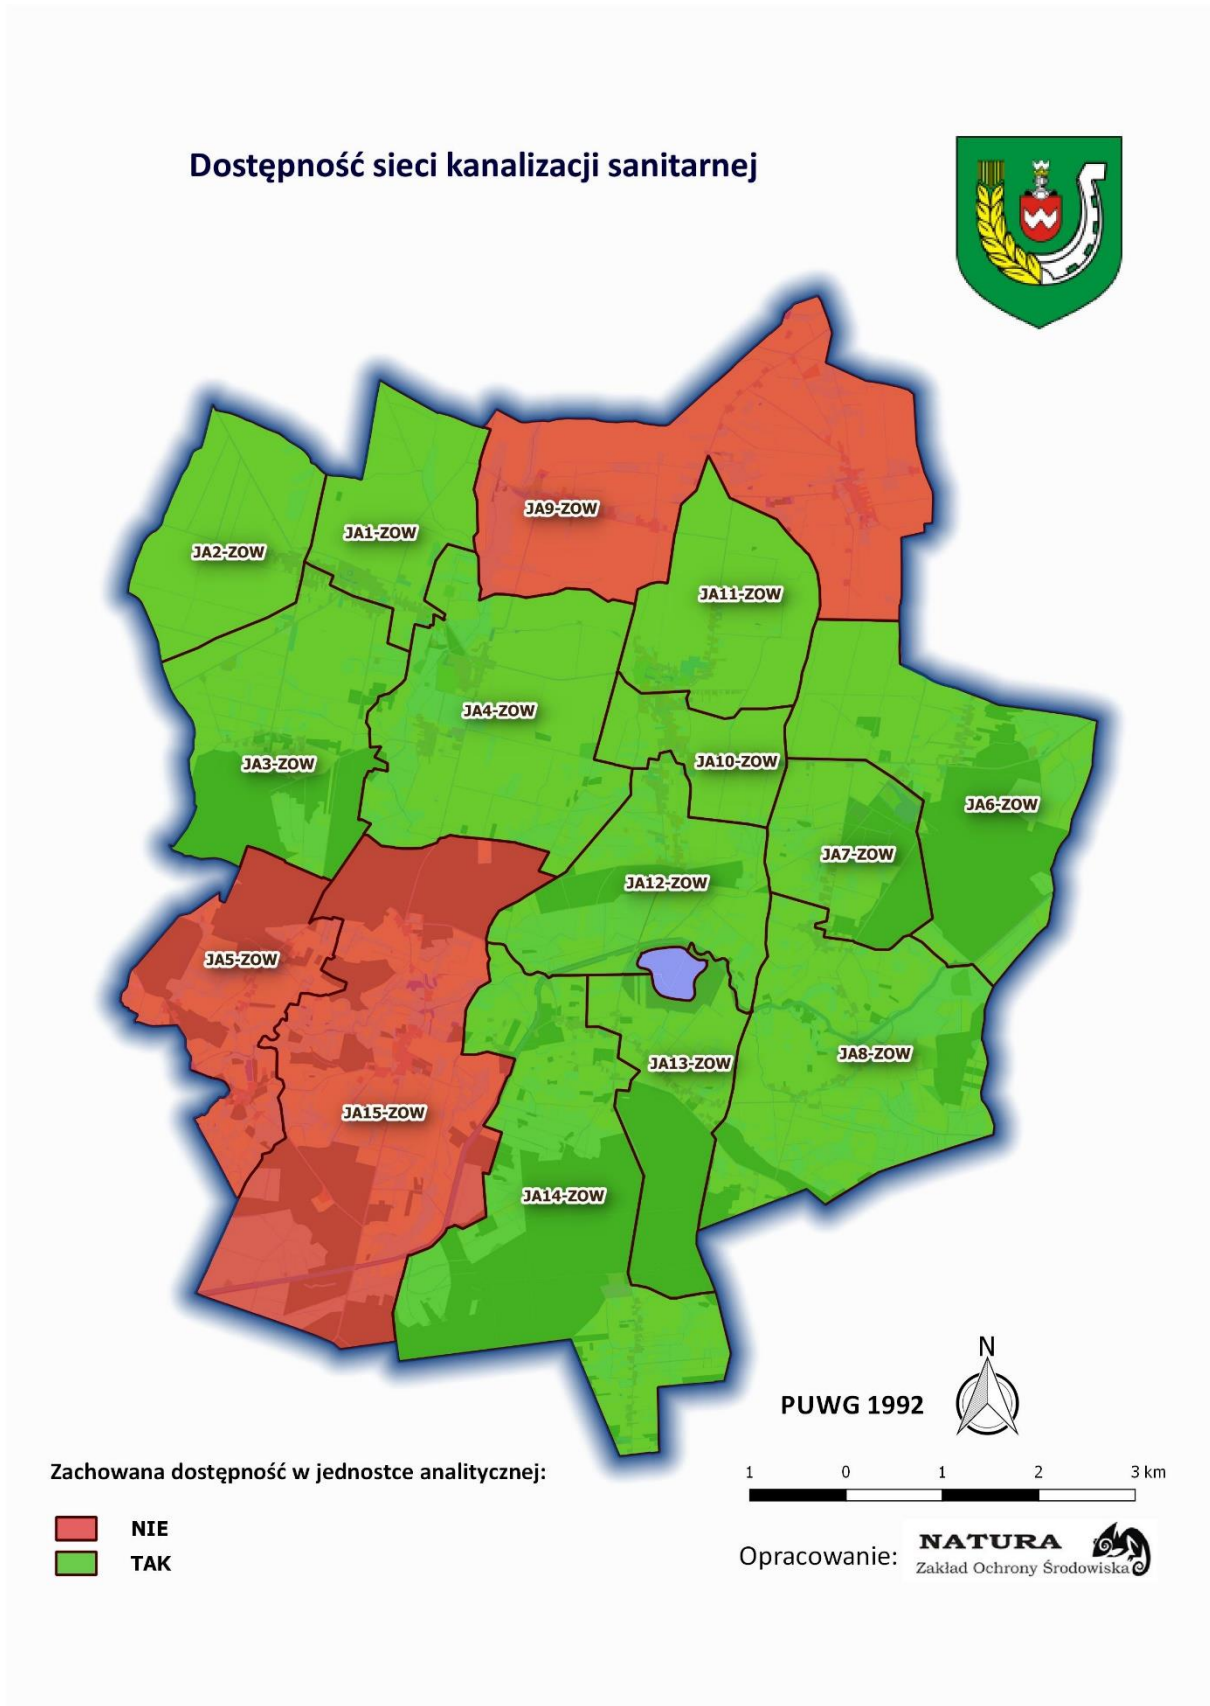 Dostępność sieci kanalizacji sanitarnej
JA9-ZOW
JA1-ZOW
JA2-ZOW
JA11-ZOW
JA4-ZOW
JA3-ZOW
JA10-ZOW
JA6-ZOW
JA7-ZOW
JA12-ZOW
JA5-ZOW
JA8-ZOW
JA13-ZOW
JA15-ZOW
JA14-ZOW
N
PUWG 1992
Zachowana dostępność w jednostce analitycznej:
1 0 1 2 3 km
NIE
TAK
Opracowanie:
NATURA
Zakład Ochrony Środowiska